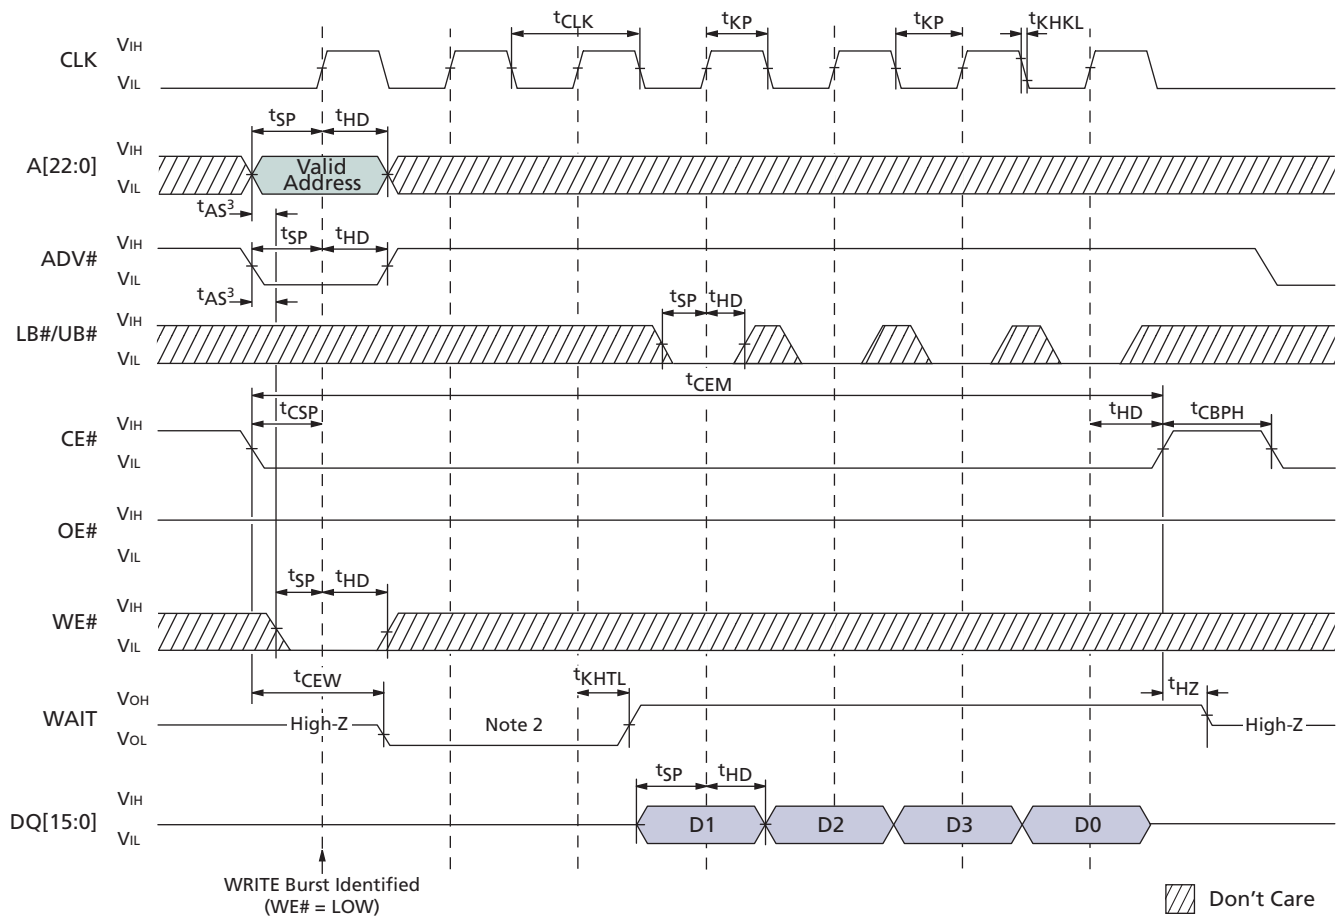 tCLK tKP tKP tKHKL
CLK VIH
VIL
tSP tHD
A[22:0] VIH
VIL
Valid
Address
tAS3
tSP tHD
ADV# VIH
VIL
tAS3
tSP tHD
LB#/UB# VIH
VIL
tCEM
tCSP tHD tCBPH
CE# VIH
VIL
OE# VIH
VIL
tSP tHD
WE# VIH
VIL
tCEW tKHTL tHZ
WAIT VOH
VOL
High-Z Note 2 High-Z
tSP tHD
DQ[15:0] VIH
VIL
D1 D2 D3 D0
WRITE Burst Identified
(WE# = LOW)
Don't Care